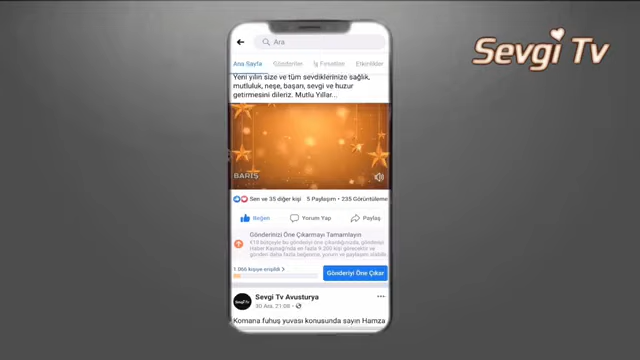 Sevgi Tv
Ara
Ana Sayfa Gönderiler İş Fırsatları Etkinlikler
Yeni yılın size ve tüm sevdiklerinize sağlık,
mutluluk, neşe, başarı, sevgi ve huzur
getirmesini dileriz. Mutlu Yıllar...
BARIŞ
Sen ve 35 diğer kişi 5 Paylaşım • 235 Görüntüleme
Beğen Yorum Yap Paylaş
Gönderinizi Öne Çıkarmayı Tamamlayın
1.066 kişiye erişildi
Gönderiyi Öne Çıkar
Sevgi Tv Avusturya
30 Ara, 21:08
Komana fuhuş yuvası konusunda sayın Hamza